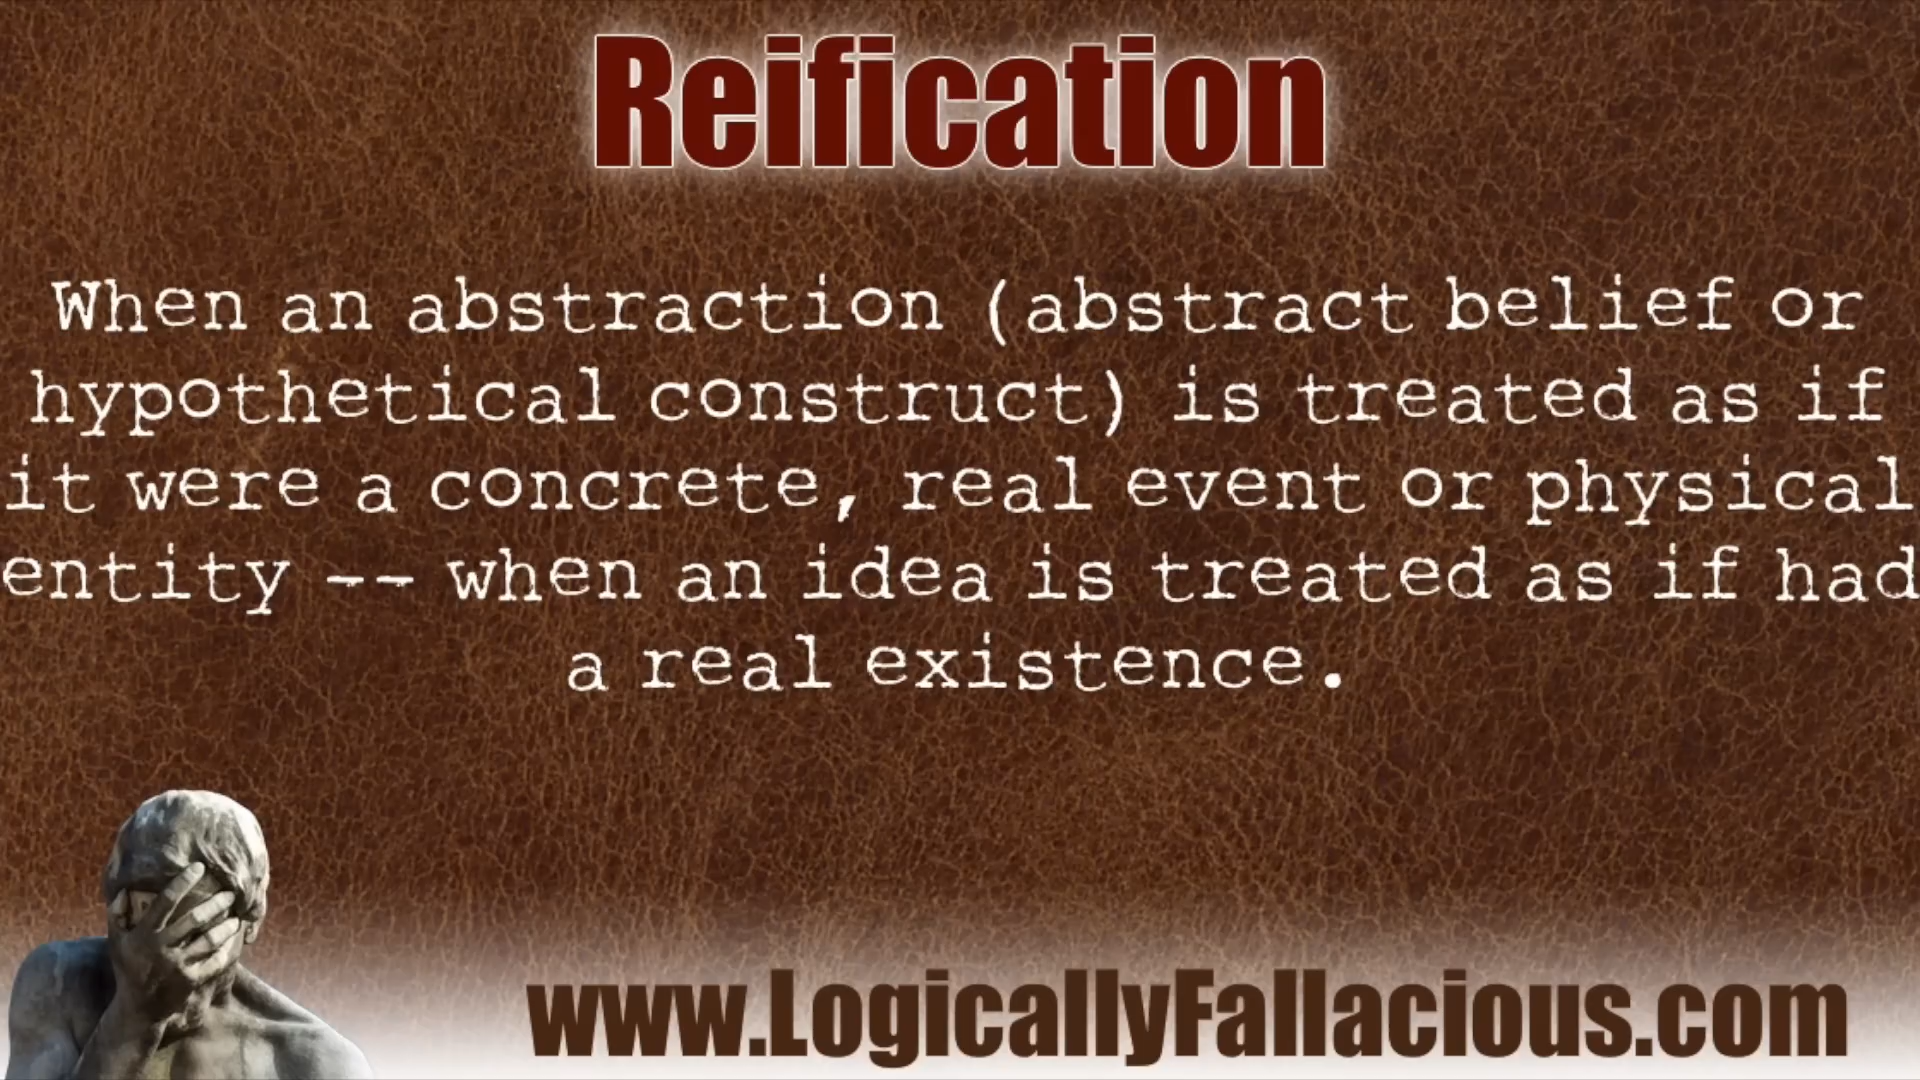 Reification
When an abstraction (abstract belief or
hypothetical construct) is treated as if
it were a concrete, real event or physical
entity -- when an idea is treated as if had
a real existence.
www.LogicallyFallacious.com